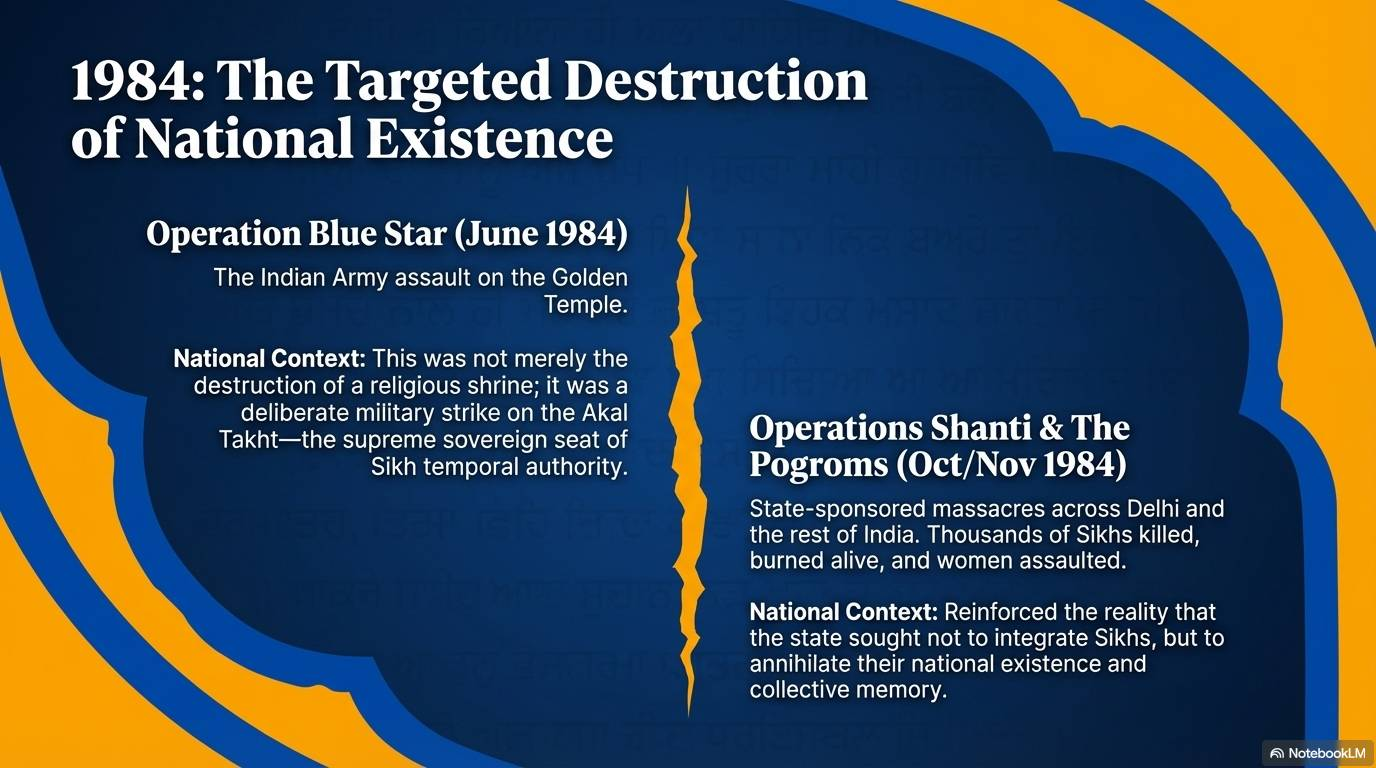 1984: The Targeted Destruction
of National Existence
Operation Blue Star (June 1984)
The Indian Army assault on the Golden
Temple.
National Context: This was not merely the
destruction of a religious shrine; it was a
deliberate military strike on the Akal
Takht—the supreme sovereign seat of
Sikh temporal authority.
Operations Shanti & The
Pogroms (Oct/Nov 1984)
State-sponsored massacres across Delhi and
the rest of India. Thousands of Sikhs killed,
burned alive, and women assaulted.
National Context: Reinforced the reality that
the state sought not to integrate Sikhs, but to
annihilate their national existence and
collective memory.
NotebookLM